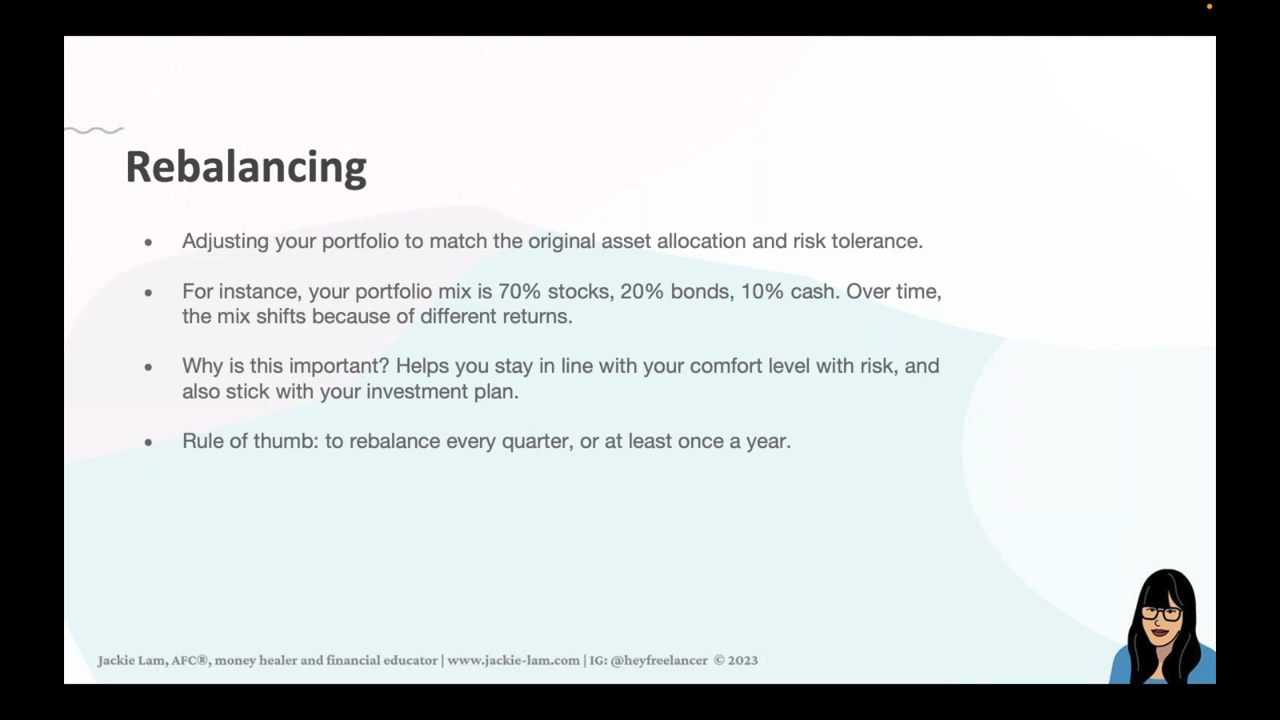 Rebalancing
• Adjusting your portfolio to match the original asset allocation and risk tolerance.
• For instance, your portfolio mix is 70% stocks, 20% bonds, 10% cash. Over time,
the mix shifts because of different returns.
• Why is this important? Helps you stay in line with your comfort level with risk, and
also stick with your investment plan.
• Rule of thumb: to rebalance every quarter, or at least once a year.
Jackie Lam, AFC®, money healer and financial educator | www.jackie-lam.com | IG: @heyfreelancer © 2023